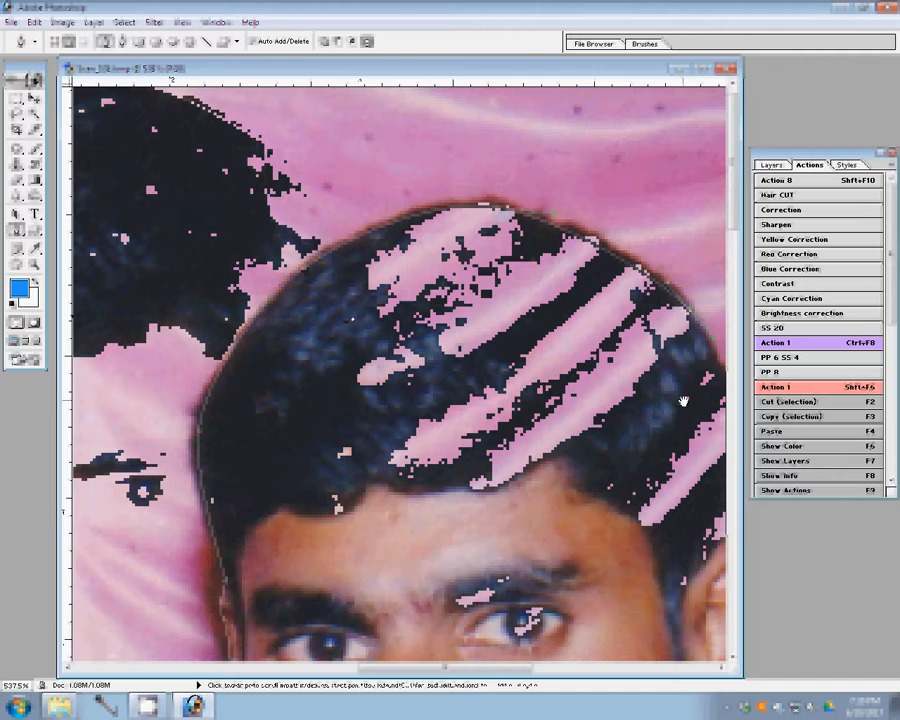 Adobe Photoshop
File Edit Image Layer Select Filter View Window Help
Auto Add/Delete
File Browser
Brushes
Layers Actions Styles
Action 8 Shft+F10
Hair CUT
Correction
Sharpen
Yellow Correction
Red Correction
Blue Correction
Contrast
Cyan Correction
Brightness correction
SS 20
Action 1 Ctrl+F8
PP 6 SS 4
PP 8
Action 1 Shft+F5
Cut (selection) F2
Copy (selection) F3
Paste F4
Show Color F6
Show Layers F7
Show Info F8
Show Actions F9
Doc: 1.08M/1.08M